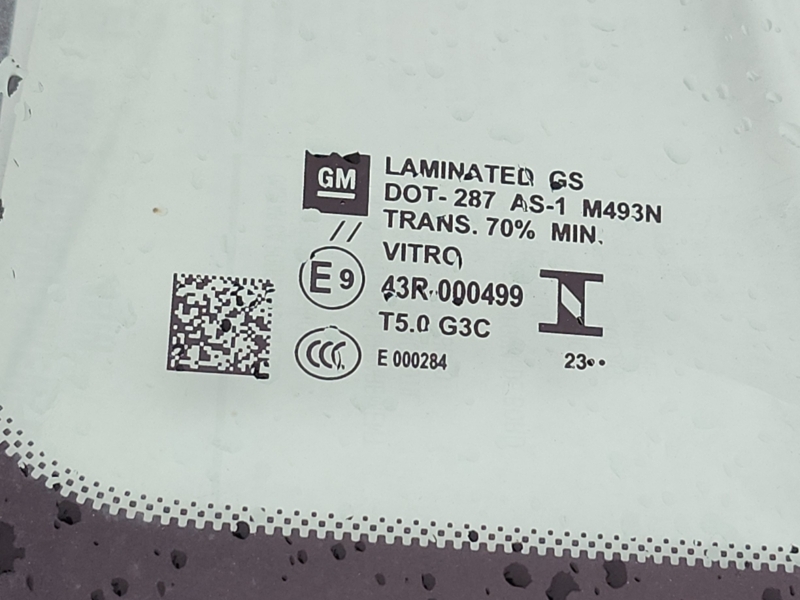 GM
LAMINATED GS
DOT-287 AS-1 M493N
TRANS. 70% MIN.
//
VITRO
E9
43R-000499
T5.0 G3C
CCC
E 000284
N
23••